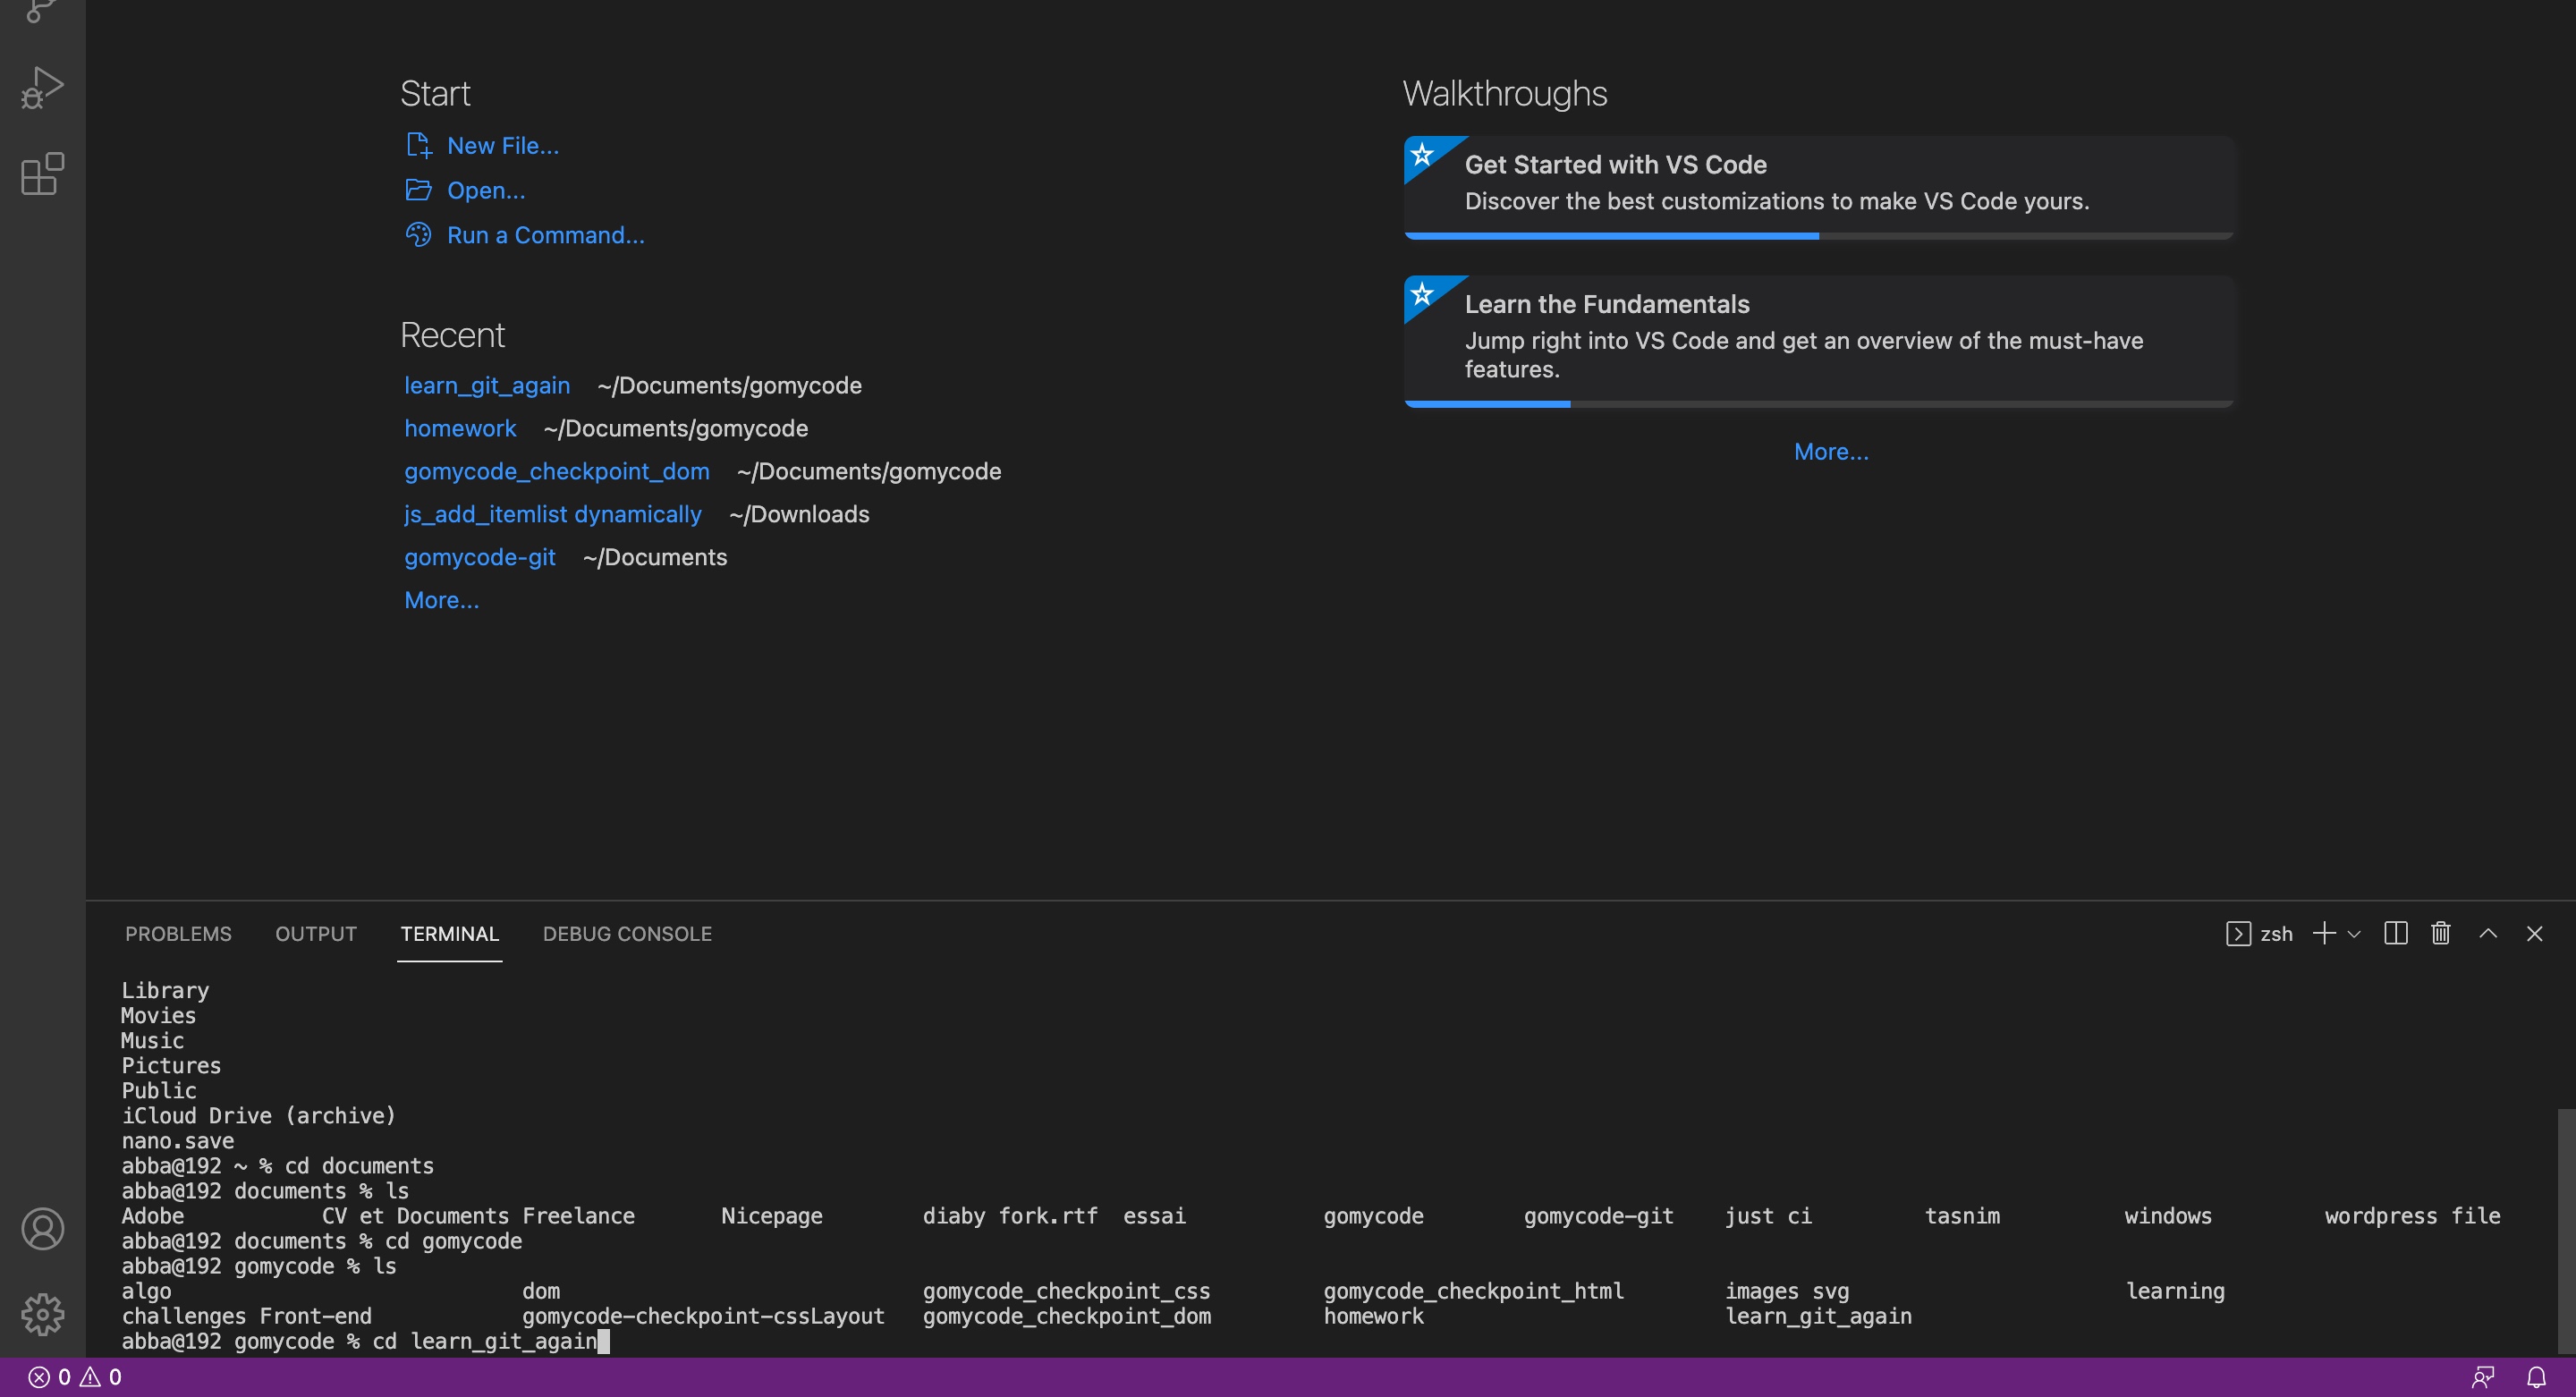 Start
New File...
Open...
Run a Command...
Recent
learn_git_again ~/Documents/gomycode
homework ~/Documents/gomycode
gomycode_checkpoint_dom ~/Documents/gomycode
js_add_itemlist dynamically ~/Downloads
gomycode-git ~/Documents
More...
Walkthroughs
Get Started with VS Code
Discover the best customizations to make VS Code yours.
Learn the Fundamentals
Jump right into VS Code and get an overview of the must-have
features.
More...
PROBLEMS OUTPUT TERMINAL DEBUG CONSOLE zsh
Library
Movies
Music
Pictures
Public
iCloud Drive (archive)
nano.save
abba@192 ~ % cd documents
abba@192 documents % ls
Adobe CV et Documents Freelance Nicepage diaby fork.rtf essai gomycode gomycode-git just ci tasnim windows wordpress file
abba@192 documents % cd gomycode
abba@192 gomycode % ls
algo dom gomycode_checkpoint_css gomycode_checkpoint_html images svg learning
challenges Front-end gomycode-checkpoint-cssLayout gomycode_checkpoint_dom homework learn_git_again
abba@192 gomycode % cd learn_git_again
0 0